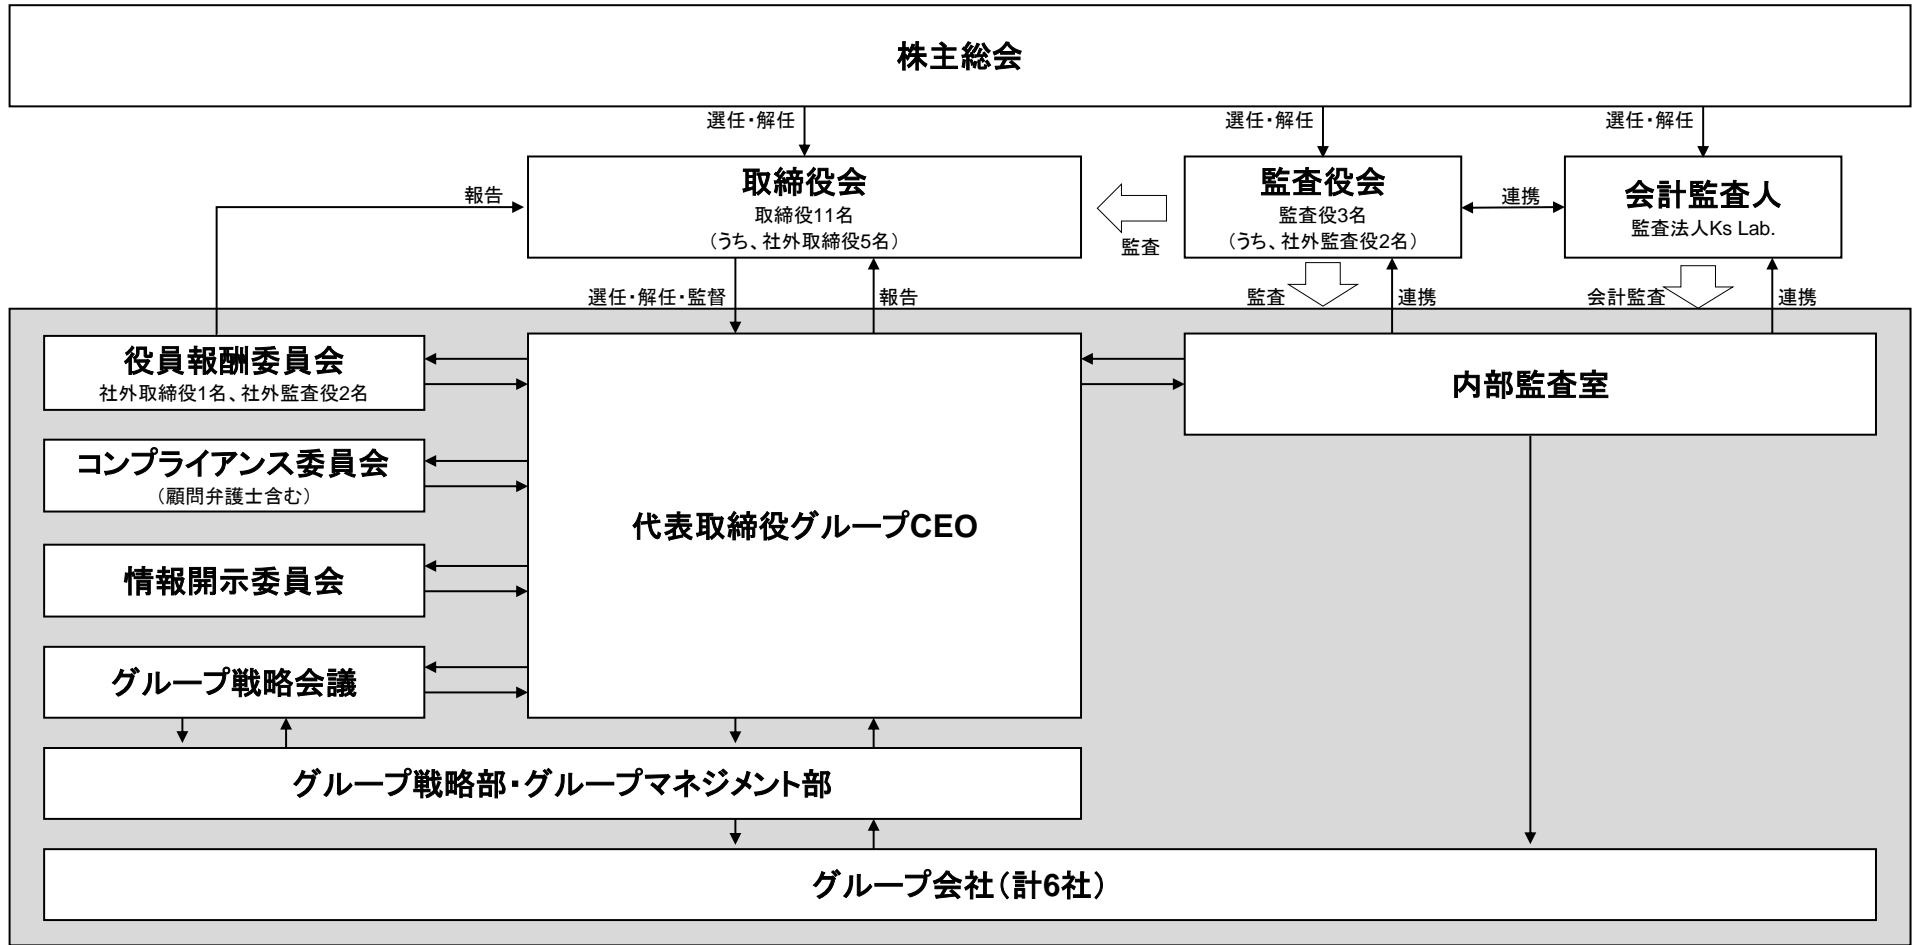 株主総会
選任・解任
選任・解任
選任・解任
取締役会
取締役11名
（うち、社外取締役5名）
監査
監査役会
監査役3名
（うち、社外監査役2名）
連携
会計監査人
監査法人Ks Lab.
報告
選任・解任・監督
報告
監査
連携
会計監査
連携
役員報酬委員会
社外取締役1名、社外監査役2名
コンプライアンス委員会
（顧問弁護士含む）
情報開示委員会
グループ戦略会議
代表取締役グループCEO
内部監査室
グループ戦略部・グループマネジメント部
グループ会社（計6社）